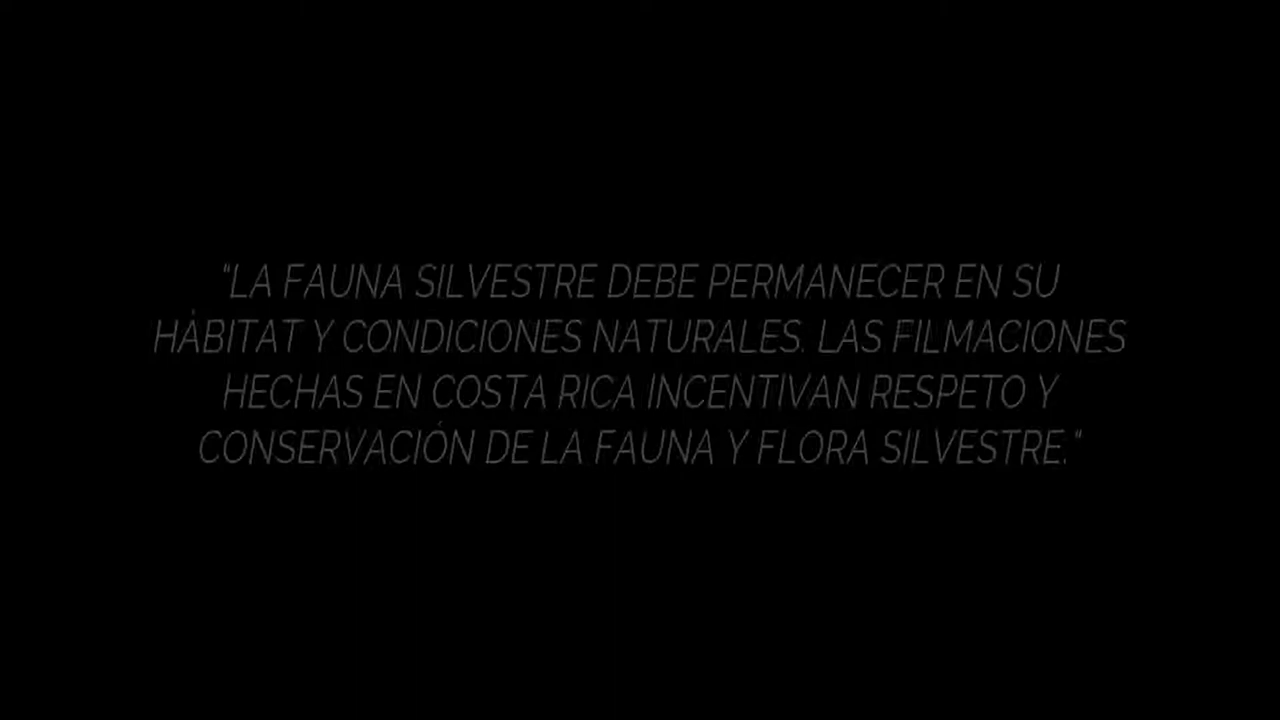 "LA FAUNA SILVESTRE DEBE PERMANECER EN SU
HÁBITAT Y CONDICIONES NATURALES. LAS FILMACIONES
HECHAS EN COSTA RICA INCENTIVAN RESPETO Y
CONSERVACIÓN DE LA FAUNA Y FLORA SILVESTRE."